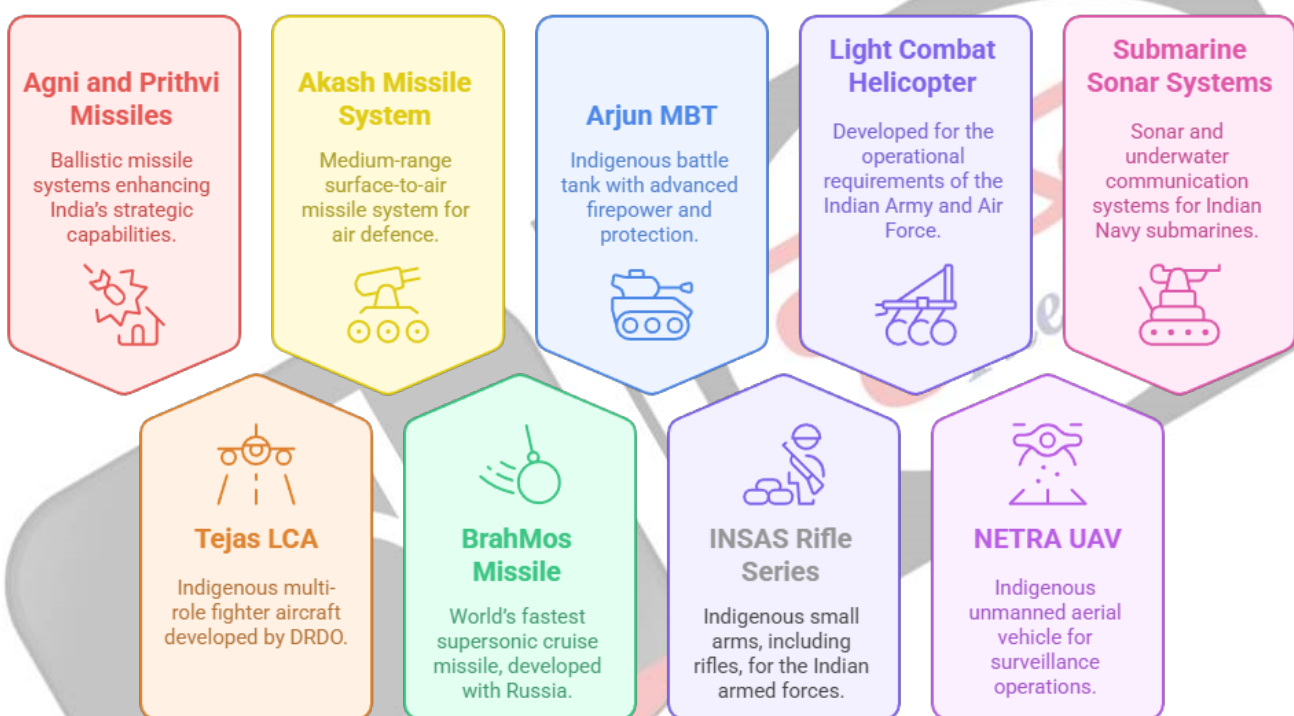 Agni and Prithvi
Missiles
Ballistic missile
systems enhancing
India's strategic
capabilities.
Akash Missile
System
Medium-range
surface-to-air
missile system for
air defence.
Arjun MBT
Indigenous battle
tank with advanced
firepower and
protection.
Light Combat
Helicopter
Developed for the
operational
requirements of the
Indian Army and Air
Force.
Submarine
Sonar Systems
Sonar and
underwater
communication
systems for Indian
Navy submarines.
Tejas LCA
Indigenous multi-
role fighter aircraft
developed by DRDO.
BrahMos
Missile
World's fastest
supersonic cruise
missile, developed
with Russia.
INSAS Rifle
Series
Indigenous small
arms, including
rifles, for the Indian
armed forces.
NETRA UAV
Indigenous
unmanned aerial
vehicle for
surveillance
operations.